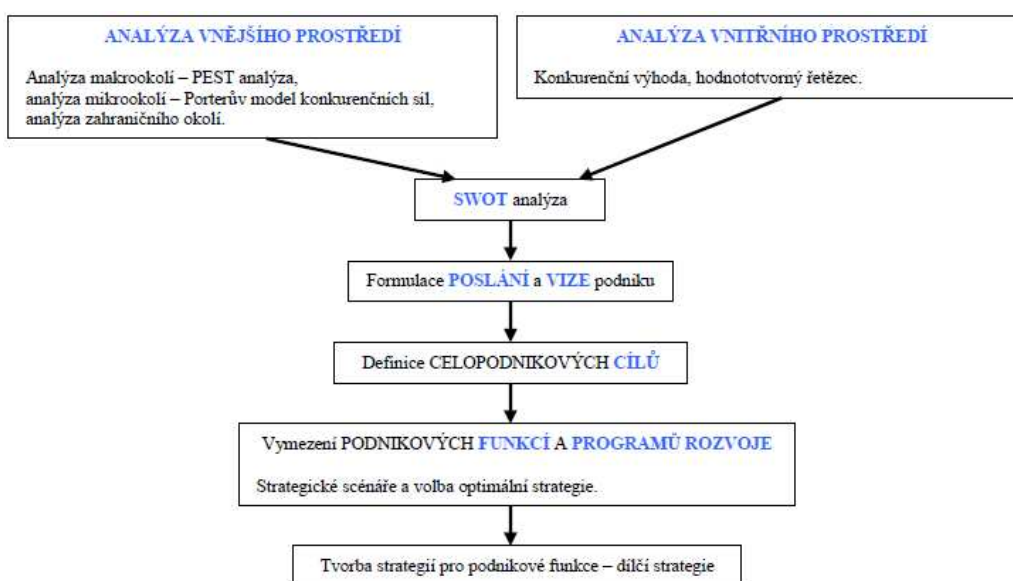 ANALÝZA VNĚJŠÍHO PROSTŘEDÍ
Analýza makrookolí – PEST analýza,
analýza mikrookolí – Porterův model konkurenčních sil,
analýza zahraničního okolí.
ANALÝZA VNITŘNÍHO PROSTŘEDÍ
Konkurenční výhoda, hodnototvorný řetězec.
SWOT analýza
Formulace POSLÁNÍ a VIZE podniku
Definice CELOPODNIKOVÝCH CÍLŮ
Vymezení PODNIKOVÝCH FUNKCÍ A PROGRAMŮ ROZVOJE
Strategické scénáře a volba optimální strategie.
Tvorba strategií pro podnikové funkce – dílčí strategie